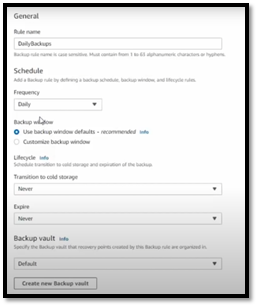 General
Rule name
DailyBackups
Backup rule name is case sensitive. Must contain from 1 to 63 alphanumeric characters or hyphens.
Schedule
Add a Backup rule by defining a backup schedule, backup window, and lifecycle rules.
Frequency
Daily
Backup window
Use backup window defaults - recommended Info
Customize backup window
Lifecycle Info
Schedule transition to cold storage and expiration of the backup
Transition to cold storage
Never
Expire
Never
Backup vault Info
Specify the Backup vault that recovery points created by this Backup rule are organized in.
Default
Create new Backup vault